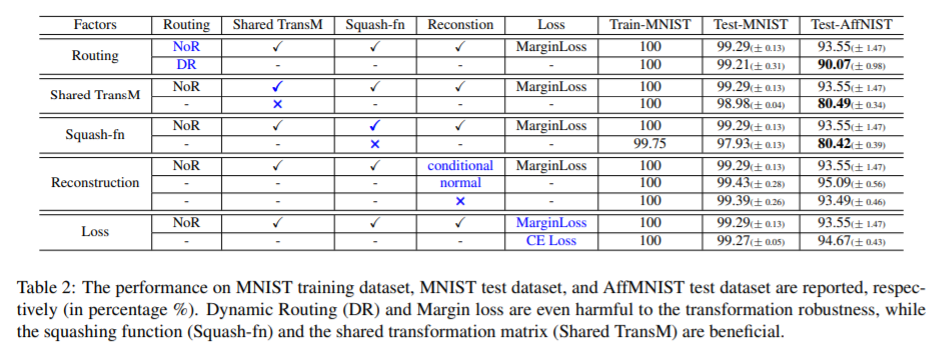 Factors Routing Shared TransM Squash-fn Reconstion Loss Train-MNIST Test-MNIST Test-AffNIST
Routing NoR ✓ ✓ ✓ MarginLoss 100 99.29(± 0.13) 93.55(± 1.47)
DR - - - - 100 99.21(± 0.31) 90.07(± 0.98)
Shared TransM NoR ✓ ✓ ✓ MarginLoss 100 99.29(± 0.13) 93.55(± 1.47)
- ✕ - - - 100 98.98(± 0.04) 80.49(± 0.34)
Squash-fn NoR ✓ ✓ ✓ MarginLoss 100 99.29(± 0.13) 93.55(± 1.47)
- - ✕ - - 99.75 97.93(± 0.13) 80.42(± 0.39)
Reconstruction NoR ✓ ✓ conditional MarginLoss 100 99.29(± 0.13) 93.55(± 1.47)
- - - normal - 100 99.43(± 0.28) 95.09(± 0.56)
- - - ✕ - 100 99.39(± 0.26) 93.49(± 0.46)
Loss NoR ✓ ✓ ✓ MarginLoss 100 99.29(± 0.13) 93.55(± 1.47)
- - - - CE Loss 100 99.27(± 0.05) 94.67(± 0.43)
Table 2: The performance on MNIST training dataset, MNIST test dataset, and AffMNIST test dataset are reported, respec-
tively (in percentage %). Dynamic Routing (DR) and Margin loss are even harmful to the transformation robustness, while
the squashing function (Squash-fn) and the shared transformation matrix (Shared TransM) are beneficial.